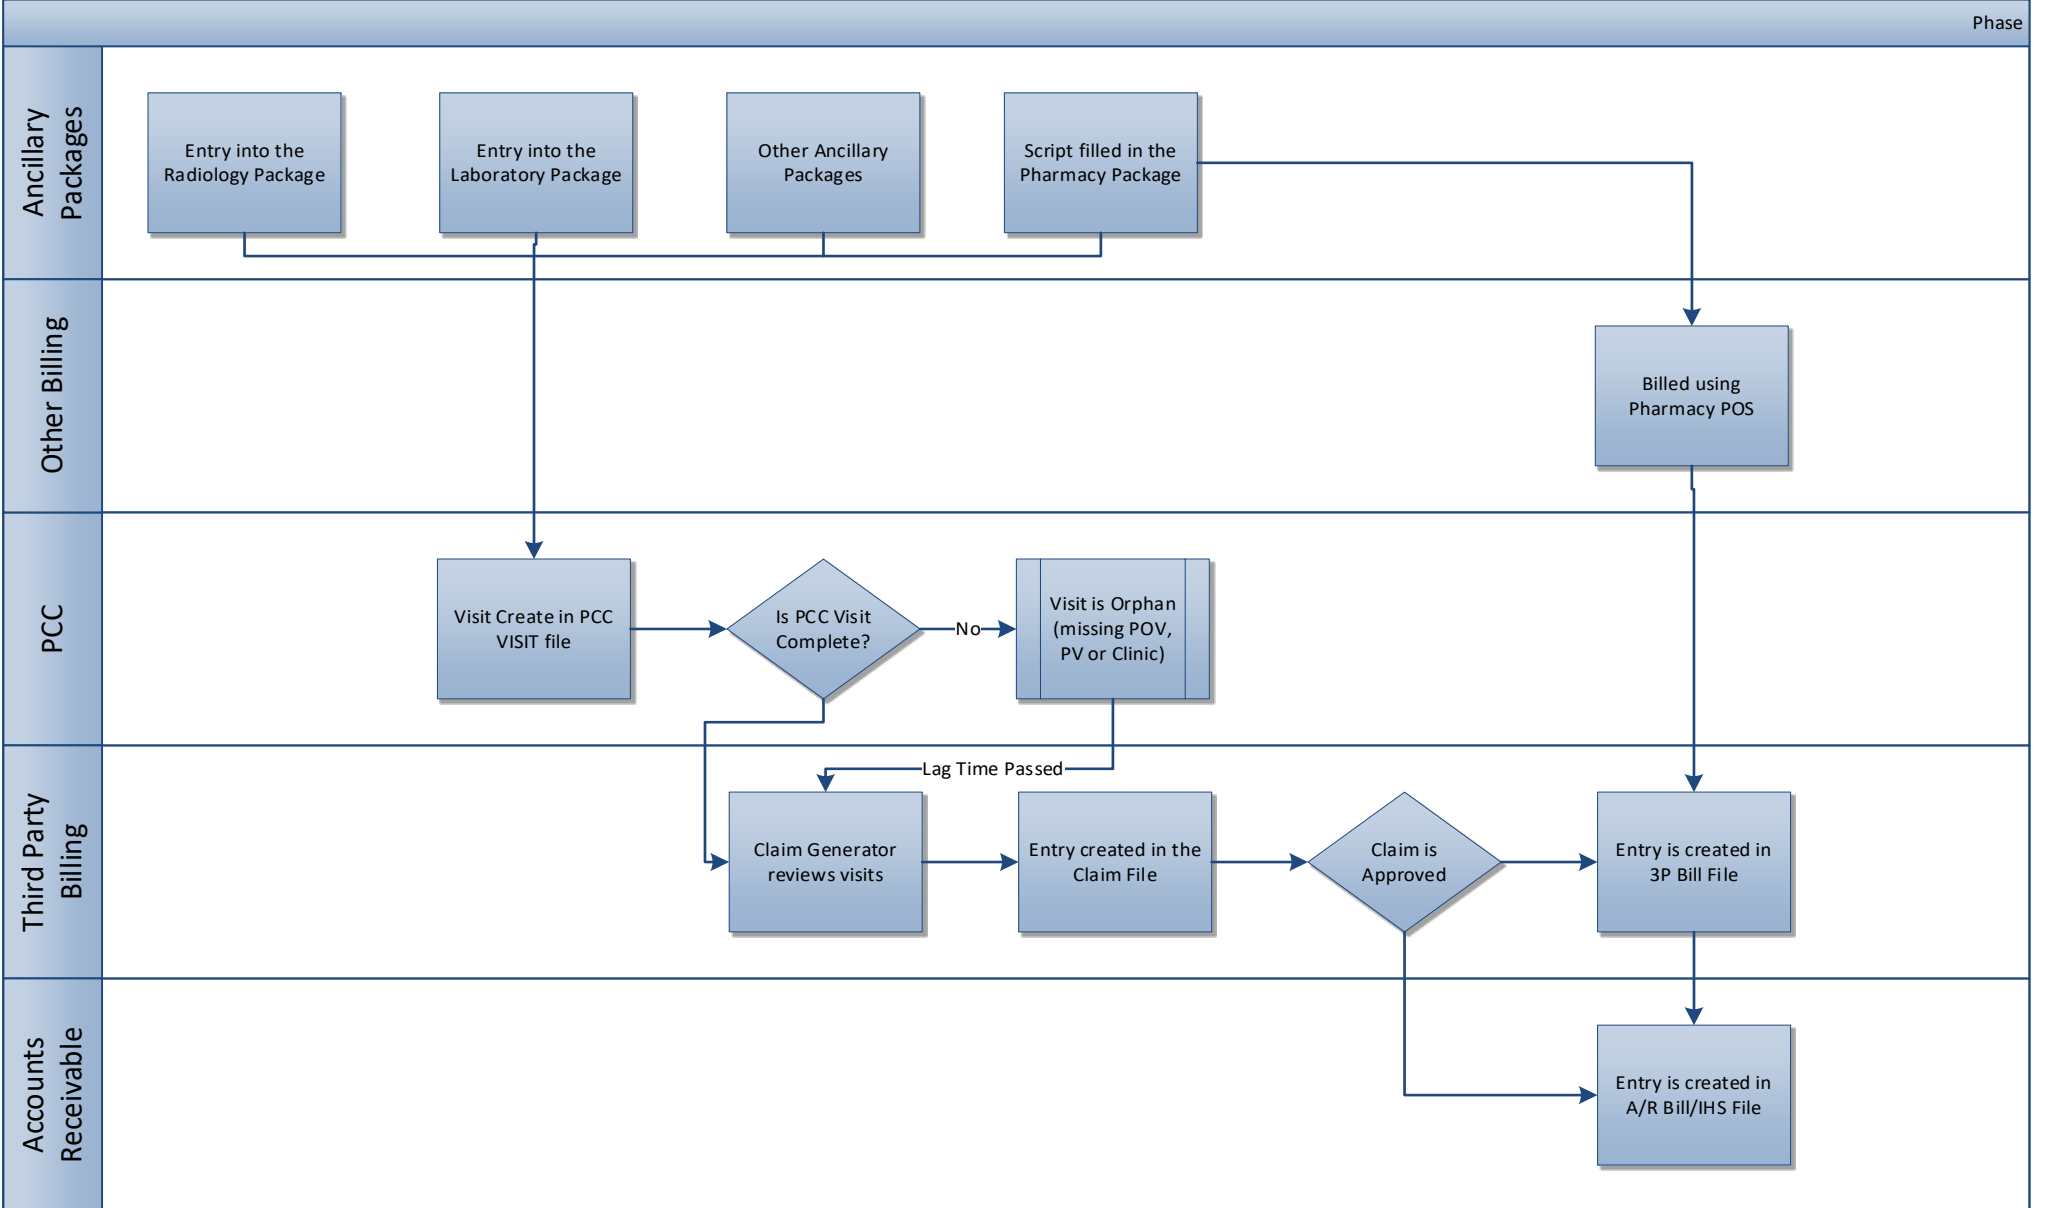 Phase
Ancillary
Packages
Entry into the
Radiology Package
Entry into the
Laboratory Package
Other Ancillary
Packages
Script filled in the
Pharmacy Package
Other Billing
Billed using
Pharmacy POS
PCC
Visit Create in PCC
VISIT file
Is PCC Visit
Complete?
No
Visit is Orphan
(missing POV,
PV or Clinic)
Third Party
Billing
Lag Time Passed
Claim Generator
reviews visits
Entry created in the
Claim File
Claim is
Approved
Entry is created in
3P Bill File
Accounts
Receivable
Entry is created in
A/R Bill/IHS File